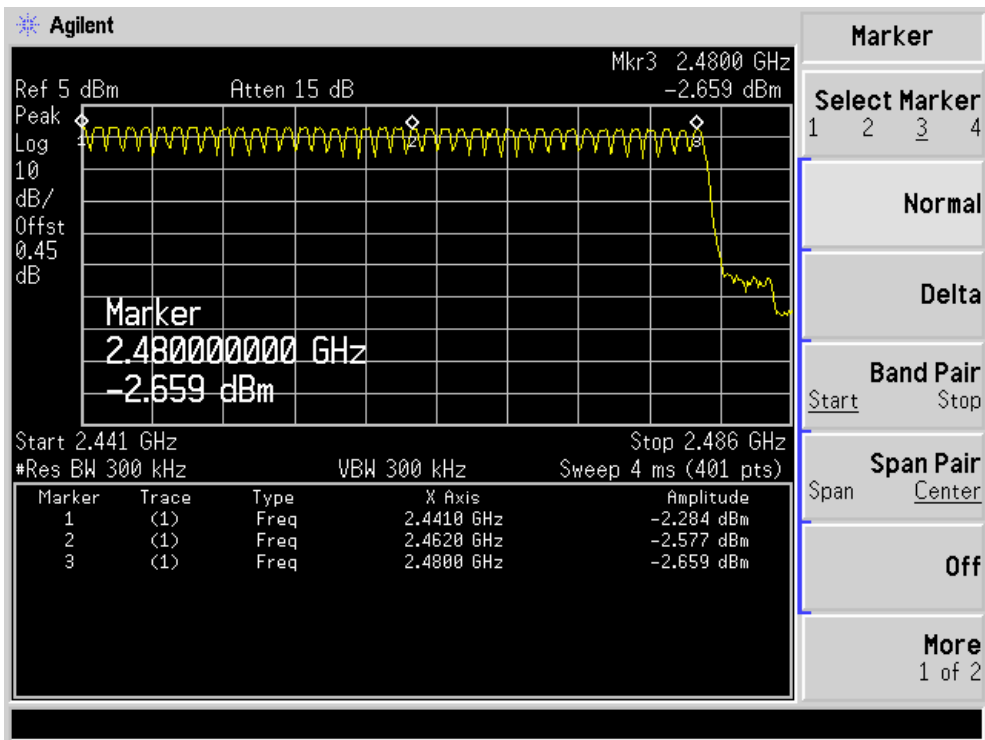 Agilent
Marker
Mkr3 2.4800 GHz
Ref 5 dBm Atten 15 dB -2.659 dBm
Peak
Log
10
dB/
Offst
0.45
dB
1 2 3
Marker
2.480000000 GHz
-2.659 dBm
Start 2.441 GHz Stop 2.486 GHz
#Res BW 300 kHz VBW 300 kHz Sweep 4 ms (401 pts)
Marker Trace Type X Axis Amplitude
1 (1) Freq 2.4410 GHz -2.284 dBm
2 (1) Freq 2.4620 GHz -2.577 dBm
3 (1) Freq 2.4800 GHz -2.659 dBm
Select Marker
1 2 3 4
Normal
Delta
Band Pair
Start Stop
Span Pair
Span Center
Off
More
1 of 2